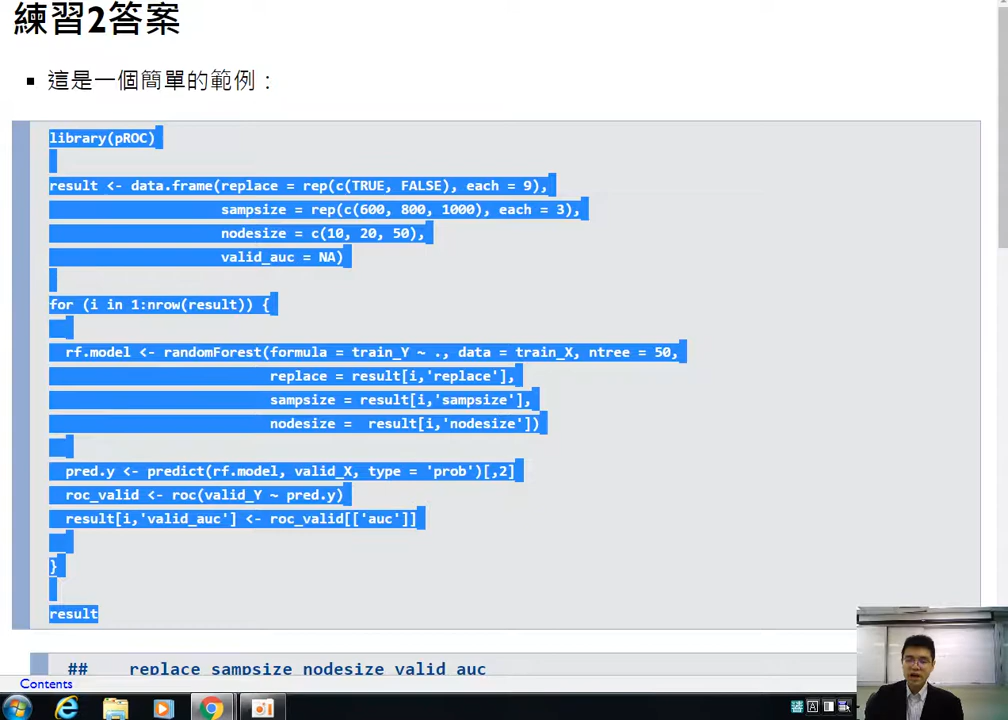 練習2答案
▪ 這是一個簡單的範例：
library(pROC)
result <- data.frame(replace = rep(c(TRUE, FALSE), each = 9),
sampsize = rep(c(600, 800, 1000), each = 3),
nodesize = c(10, 20, 50),
valid_auc = NA)
for (i in 1:nrow(result)) {
rf.model <- randomForest(formula = train_Y ~ ., data = train_X, ntree = 50,
replace = result[i,'replace'],
sampsize = result[i,'sampsize'],
nodesize =  result[i,'nodesize'])
pred.y <- predict(rf.model, valid_X, type = 'prob')[,2]
roc_valid <- roc(valid_Y ~ pred.y)
result[i,'valid_auc'] <- roc_valid[['auc']]
}
result
##    replace sampsize nodesize valid_auc
Contents